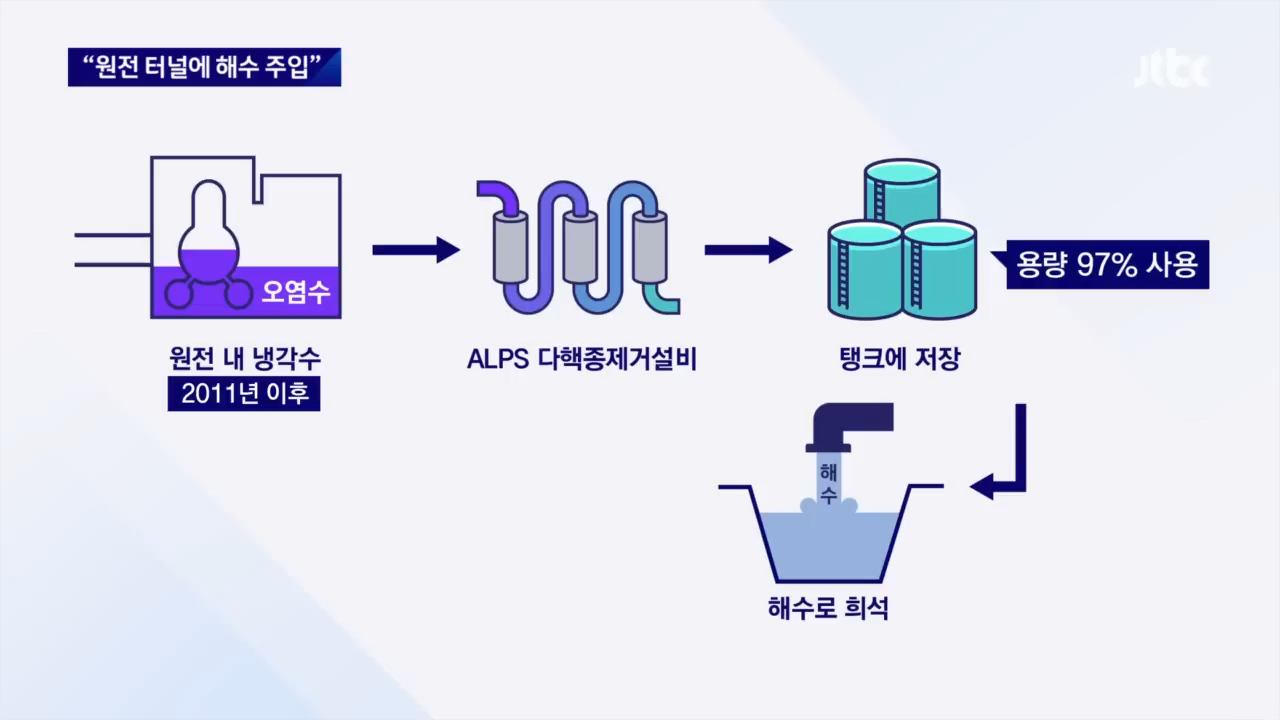 “원전 터널에 해수 주입”
jtbc
오염수
용량 97% 사용
원전 내 냉각수
2011년 이후
ALPS 다핵종제거설비
탱크에 저장
해
수
해수로 희석